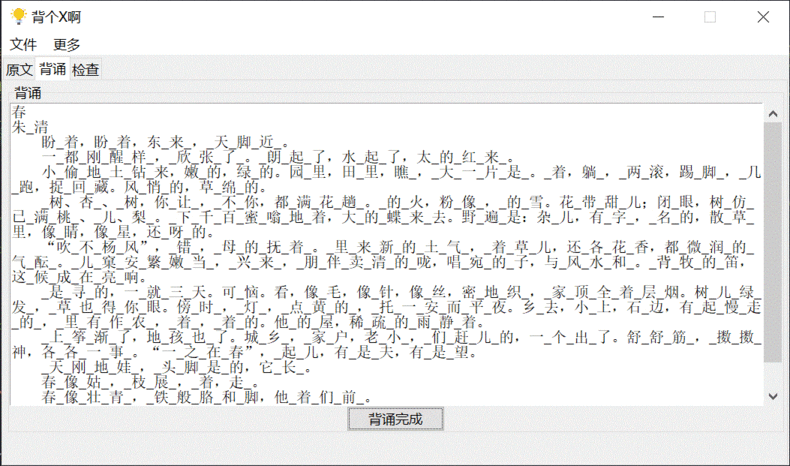 背个X啊
文件 更多
原文 背诵 检查
背诵
春
朱_清
盼_着，盼_着，东_来_，_天_脚_近_。
一_都_刚_醒_样_，_欣_张_了_。_朗_起_了，水_起_了，太_的_红_来_。
小_偷_地_土_钻_来，嫩_的，绿_的。园_里，田_里，瞧_，_大_一_片_是_。_着，躺_，_两_滚，踢_脚_，_几
_跑，捉_回_藏。风_悄_的，草_绵_的。
_树、杏_、_树，你_让_，_不_你，都_满_花_趟_。_的_火，粉_像_，_的_雪。花_带_甜_儿；闭_眼，树_仿_
已_满_桃_、_儿、梨_。_下_千_百_蜜_嗡_地_着，大_的_蝶_来_去。野_遍_是：杂_儿，有_字_，_名_的，散_草_
里，像_睛，像_星，还_呀_的。
“吹_不_杨_风”，_错_，_母_的_抚_着_。_里_来_新_的_土_气_，_着_草_儿，还_各_花_香，都_微_润_的_
气_酝_。_儿_窠_安_繁_嫩_当_，_兴_来_，_朋_伴_卖_清_的_咙，唱_宛_的_子，与_风_水_和_。_背_牧_的_笛，
这_候_成_在_亮_响。
_是_寻_的，_一_就_三_天。可_恼。看，像_毛，像_针，像_丝，密_地_织_，_家_顶_全_着_层_烟。树_儿_绿_
发_，_草_也_得_你_眼。傍_时_，_灯_，_点_黄_的_，_托_一_安_而_平_夜。乡_去，小_上，石_边，有_起_慢_走
_的_，_里_有_作_农_，_着_，_着_的。他_的_屋，稀_疏_的_雨_静_着。
_上_筝_渐_了，地_孩_也_了。城_乡_，_家_户，老_小_，_们_赶_儿_的，一_个_出_了。舒_舒_筋_，_擞_擞_
神，各_各_一_事_。“一_之_在_春”，_起_儿，有_是_夫，有_是_望。
_天_刚_地_娃_，_头_脚_是_的，它_长_。
春_像_姑_，_枝_展_，_着，走_。
春_像_壮_青_，_铁_般_胳_和_脚，他_着_们_前_。
背诵完成